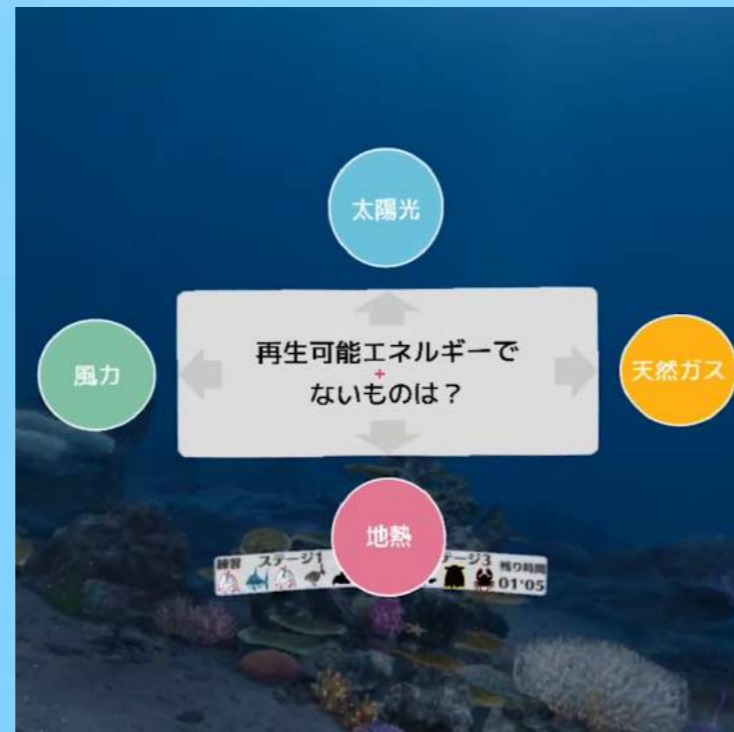 太陽光
再生可能エネルギーで
ないものは？
風力
天然ガス
地熱
練習 ステージ1
ージ3 残り時間
01'05